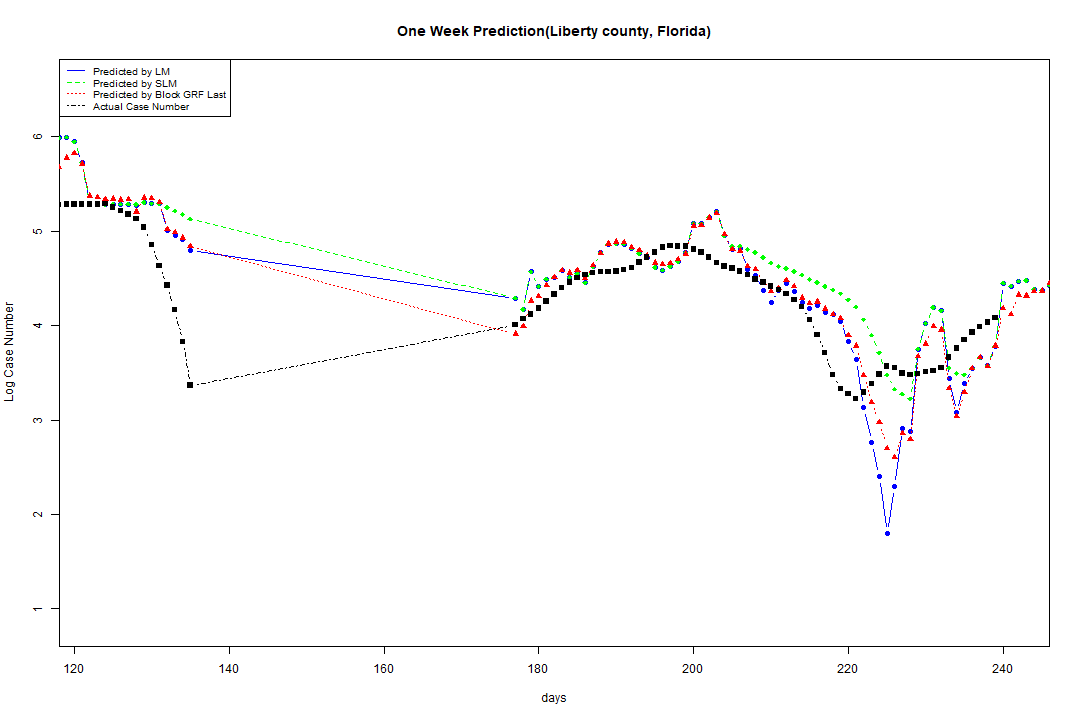 One Week Prediction(Liberty county, Florida)
Predicted by LM
Predicted by SLM
Predicted by Block GRF Last
Actual Case Number
Log Case Number
6
5
4
3
2
1
120 140 160 180 200 220 240
days